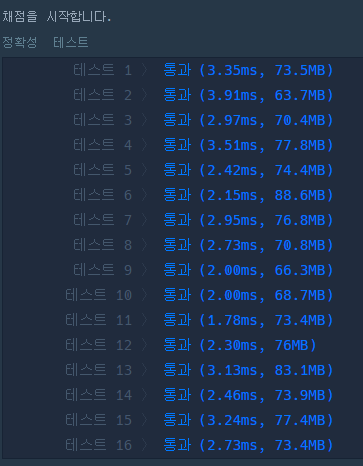 채점을 시작합니다.
정확성 테스트
테스트 1 〉 통과 (3.35ms, 73.5MB)
테스트 2 〉 통과 (3.91ms, 63.7MB)
테스트 3 〉 통과 (2.97ms, 70.4MB)
테스트 4 〉 통과 (3.51ms, 77.8MB)
테스트 5 〉 통과 (2.42ms, 74.4MB)
테스트 6 〉 통과 (2.15ms, 88.6MB)
테스트 7 〉 통과 (2.95ms, 76.8MB)
테스트 8 〉 통과 (2.73ms, 70.8MB)
테스트 9 〉 통과 (2.00ms, 66.3MB)
테스트 10 〉 통과 (2.00ms, 68.7MB)
테스트 11 〉 통과 (1.78ms, 73.4MB)
테스트 12 〉 통과 (2.30ms, 76MB)
테스트 13 〉 통과 (3.13ms, 83.1MB)
테스트 14 〉 통과 (2.46ms, 73.9MB)
테스트 15 〉 통과 (3.24ms, 77.4MB)
테스트 16 〉 통과 (2.73ms, 73.4MB)